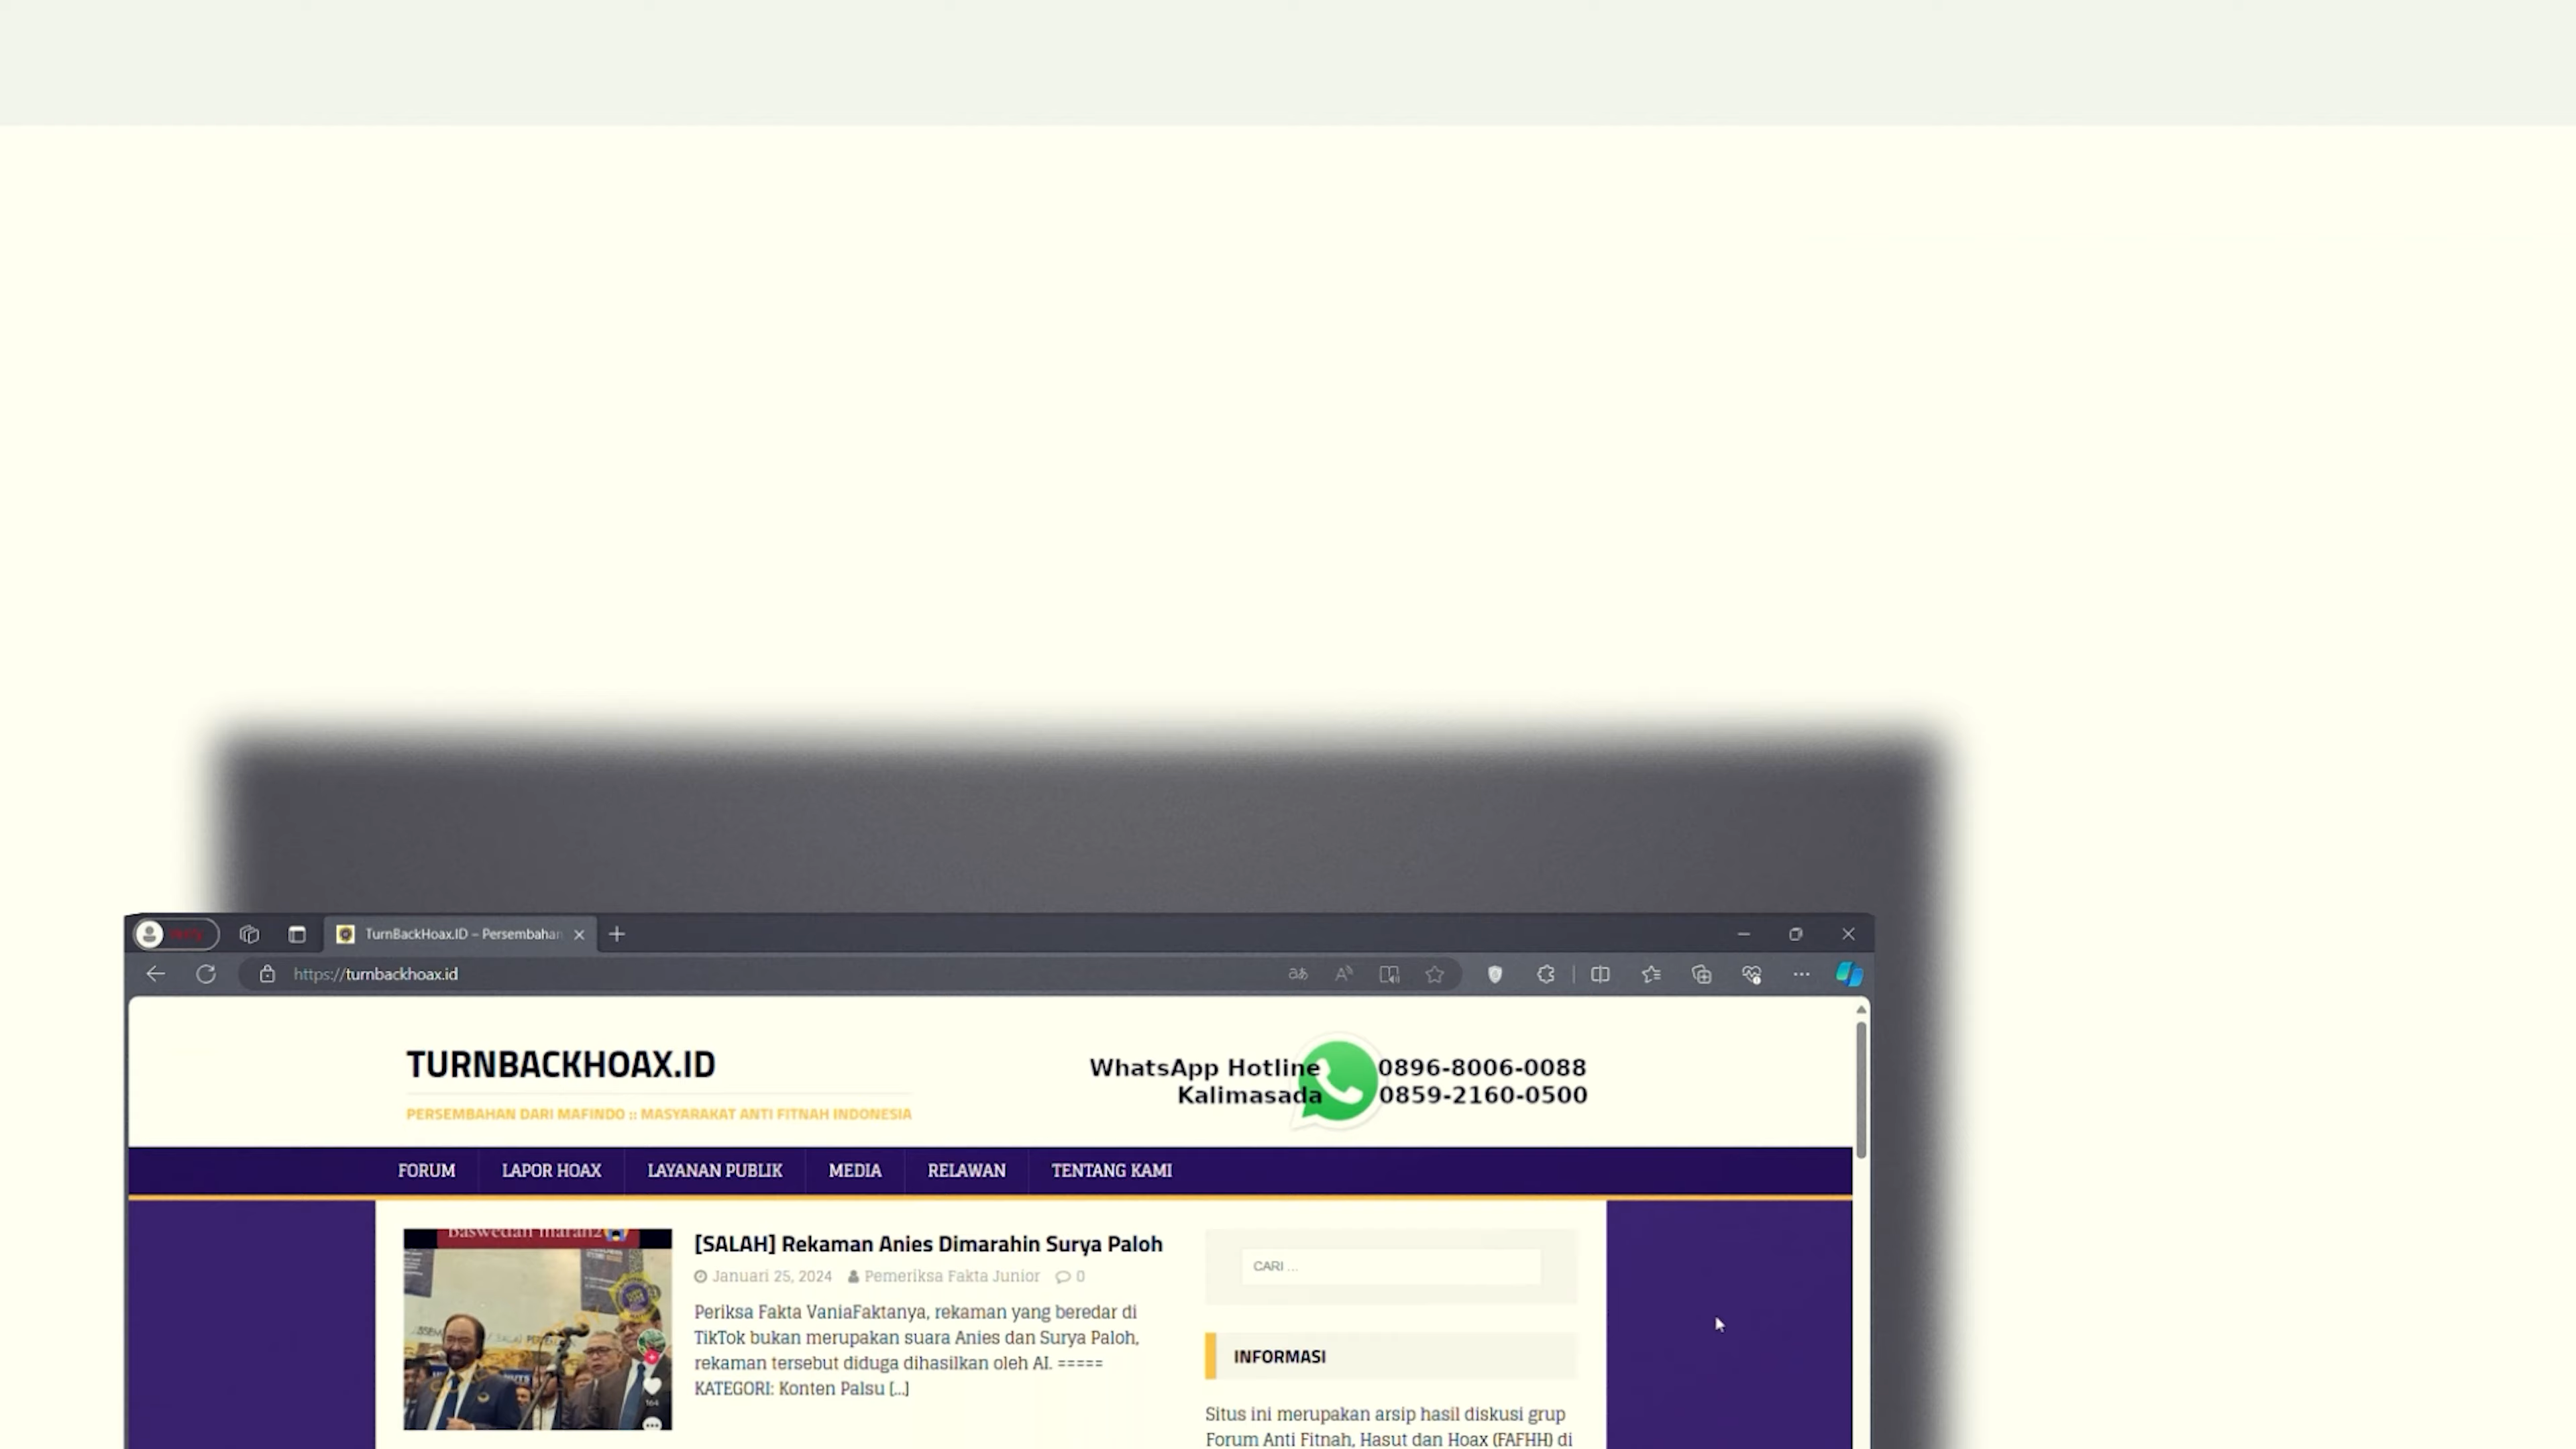 TurnBackHoax.ID – Persembahan
https://turnbackhoax.id
TURNBACKHOAX.ID
PERSEMBAHAN DARI MAFINDO :: MASYARAKAT ANTI FITNAH INDONESIA
WhatsApp Hotline 0896-8006-0088
Kalimasada 0859-2160-0500
FORUM LAPOR HOAX LAYANAN PUBLIK MEDIA RELAWAN TENTANG KAMI
Baswedan marah2
164
[SALAH] Rekaman Anies Dimarahin Surya Paloh
Januari 25, 2024 Pemeriksa Fakta Junior 0
Periksa Fakta VaniaFaktanya, rekaman yang beredar di
TikTok bukan merupakan suara Anies dan Surya Paloh,
rekaman tersebut diduga dihasilkan oleh AI. =====
KATEGORI: Konten Palsu [...]
CARI ...
INFORMASI
Situs ini merupakan arsip hasil diskusi grup
Forum Anti Fitnah, Hasut dan Hoax (FAFHH) di